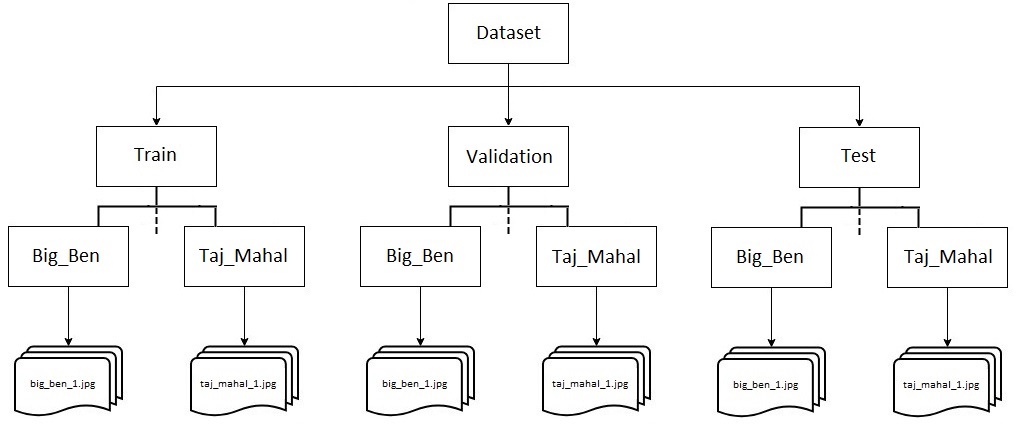 Dataset
Train
Validation
Test
Big_Ben
Taj_Mahal
Big_Ben
Taj_Mahal
Big_Ben
Taj_Mahal
big_ben_1.jpg
taj_mahal_1.jpg
big_ben_1.jpg
taj_mahal_1.jpg
big_ben_1.jpg
taj_mahal_1.jpg